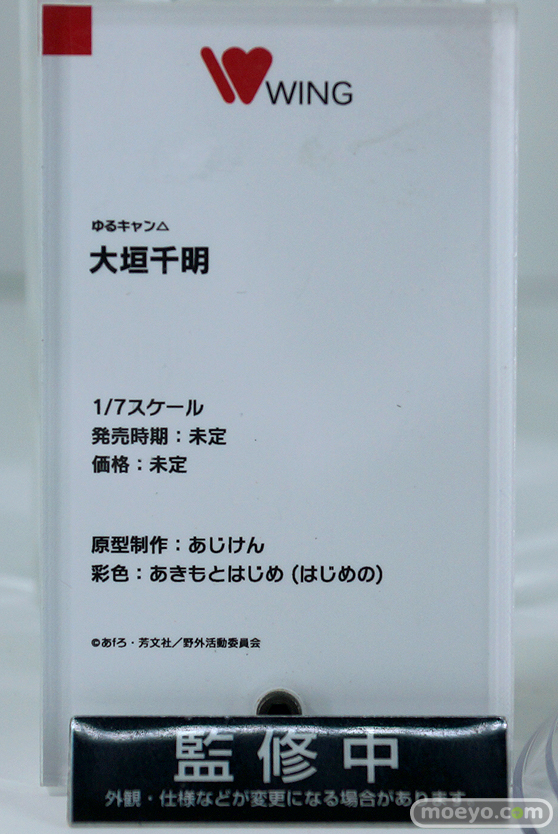 WING
ゆるキャン△
大垣千明
1/7スケール
発売時期：未定
価格：未定
原型制作：あじけん
彩色：あきもとはじめ (はじめの)
©あfろ・芳文社／野外活動委員会
監修中
外観・仕様などが変更になる場合があります
moeyo.com